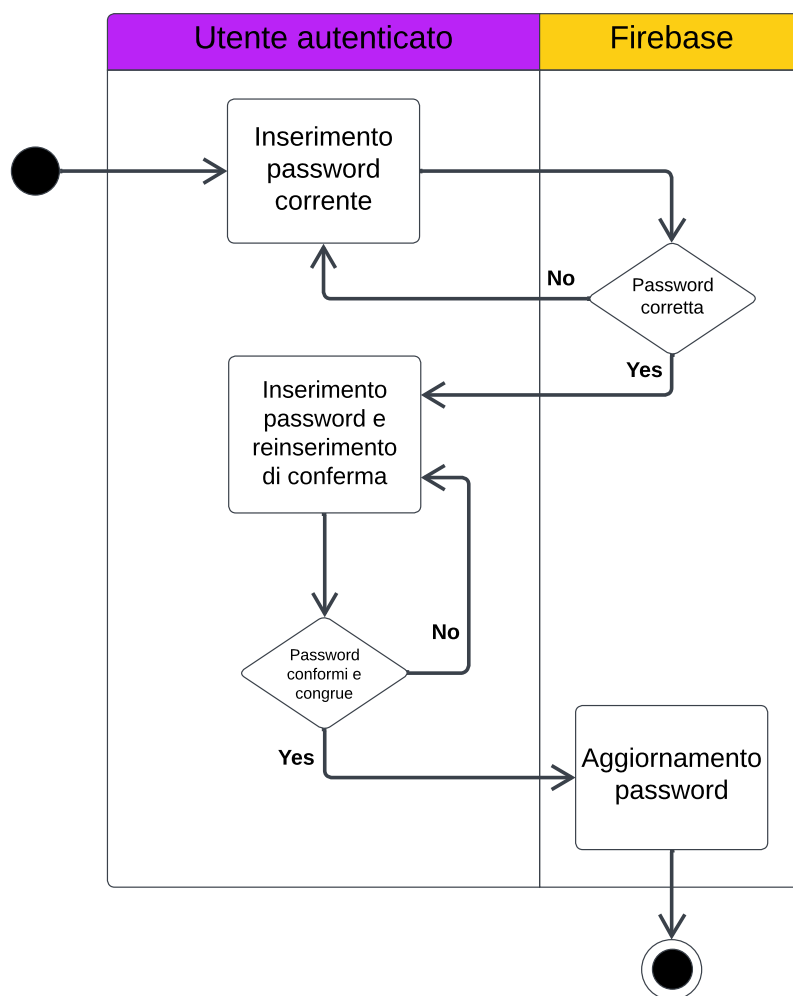 Utente autenticato
Firebase
Inserimento
password
corrente
No
Password
corretta
Yes
Inserimento
password e
reinserimento
di conferma
No
Password
conformi e
congrue
Yes
Aggiornamento
password